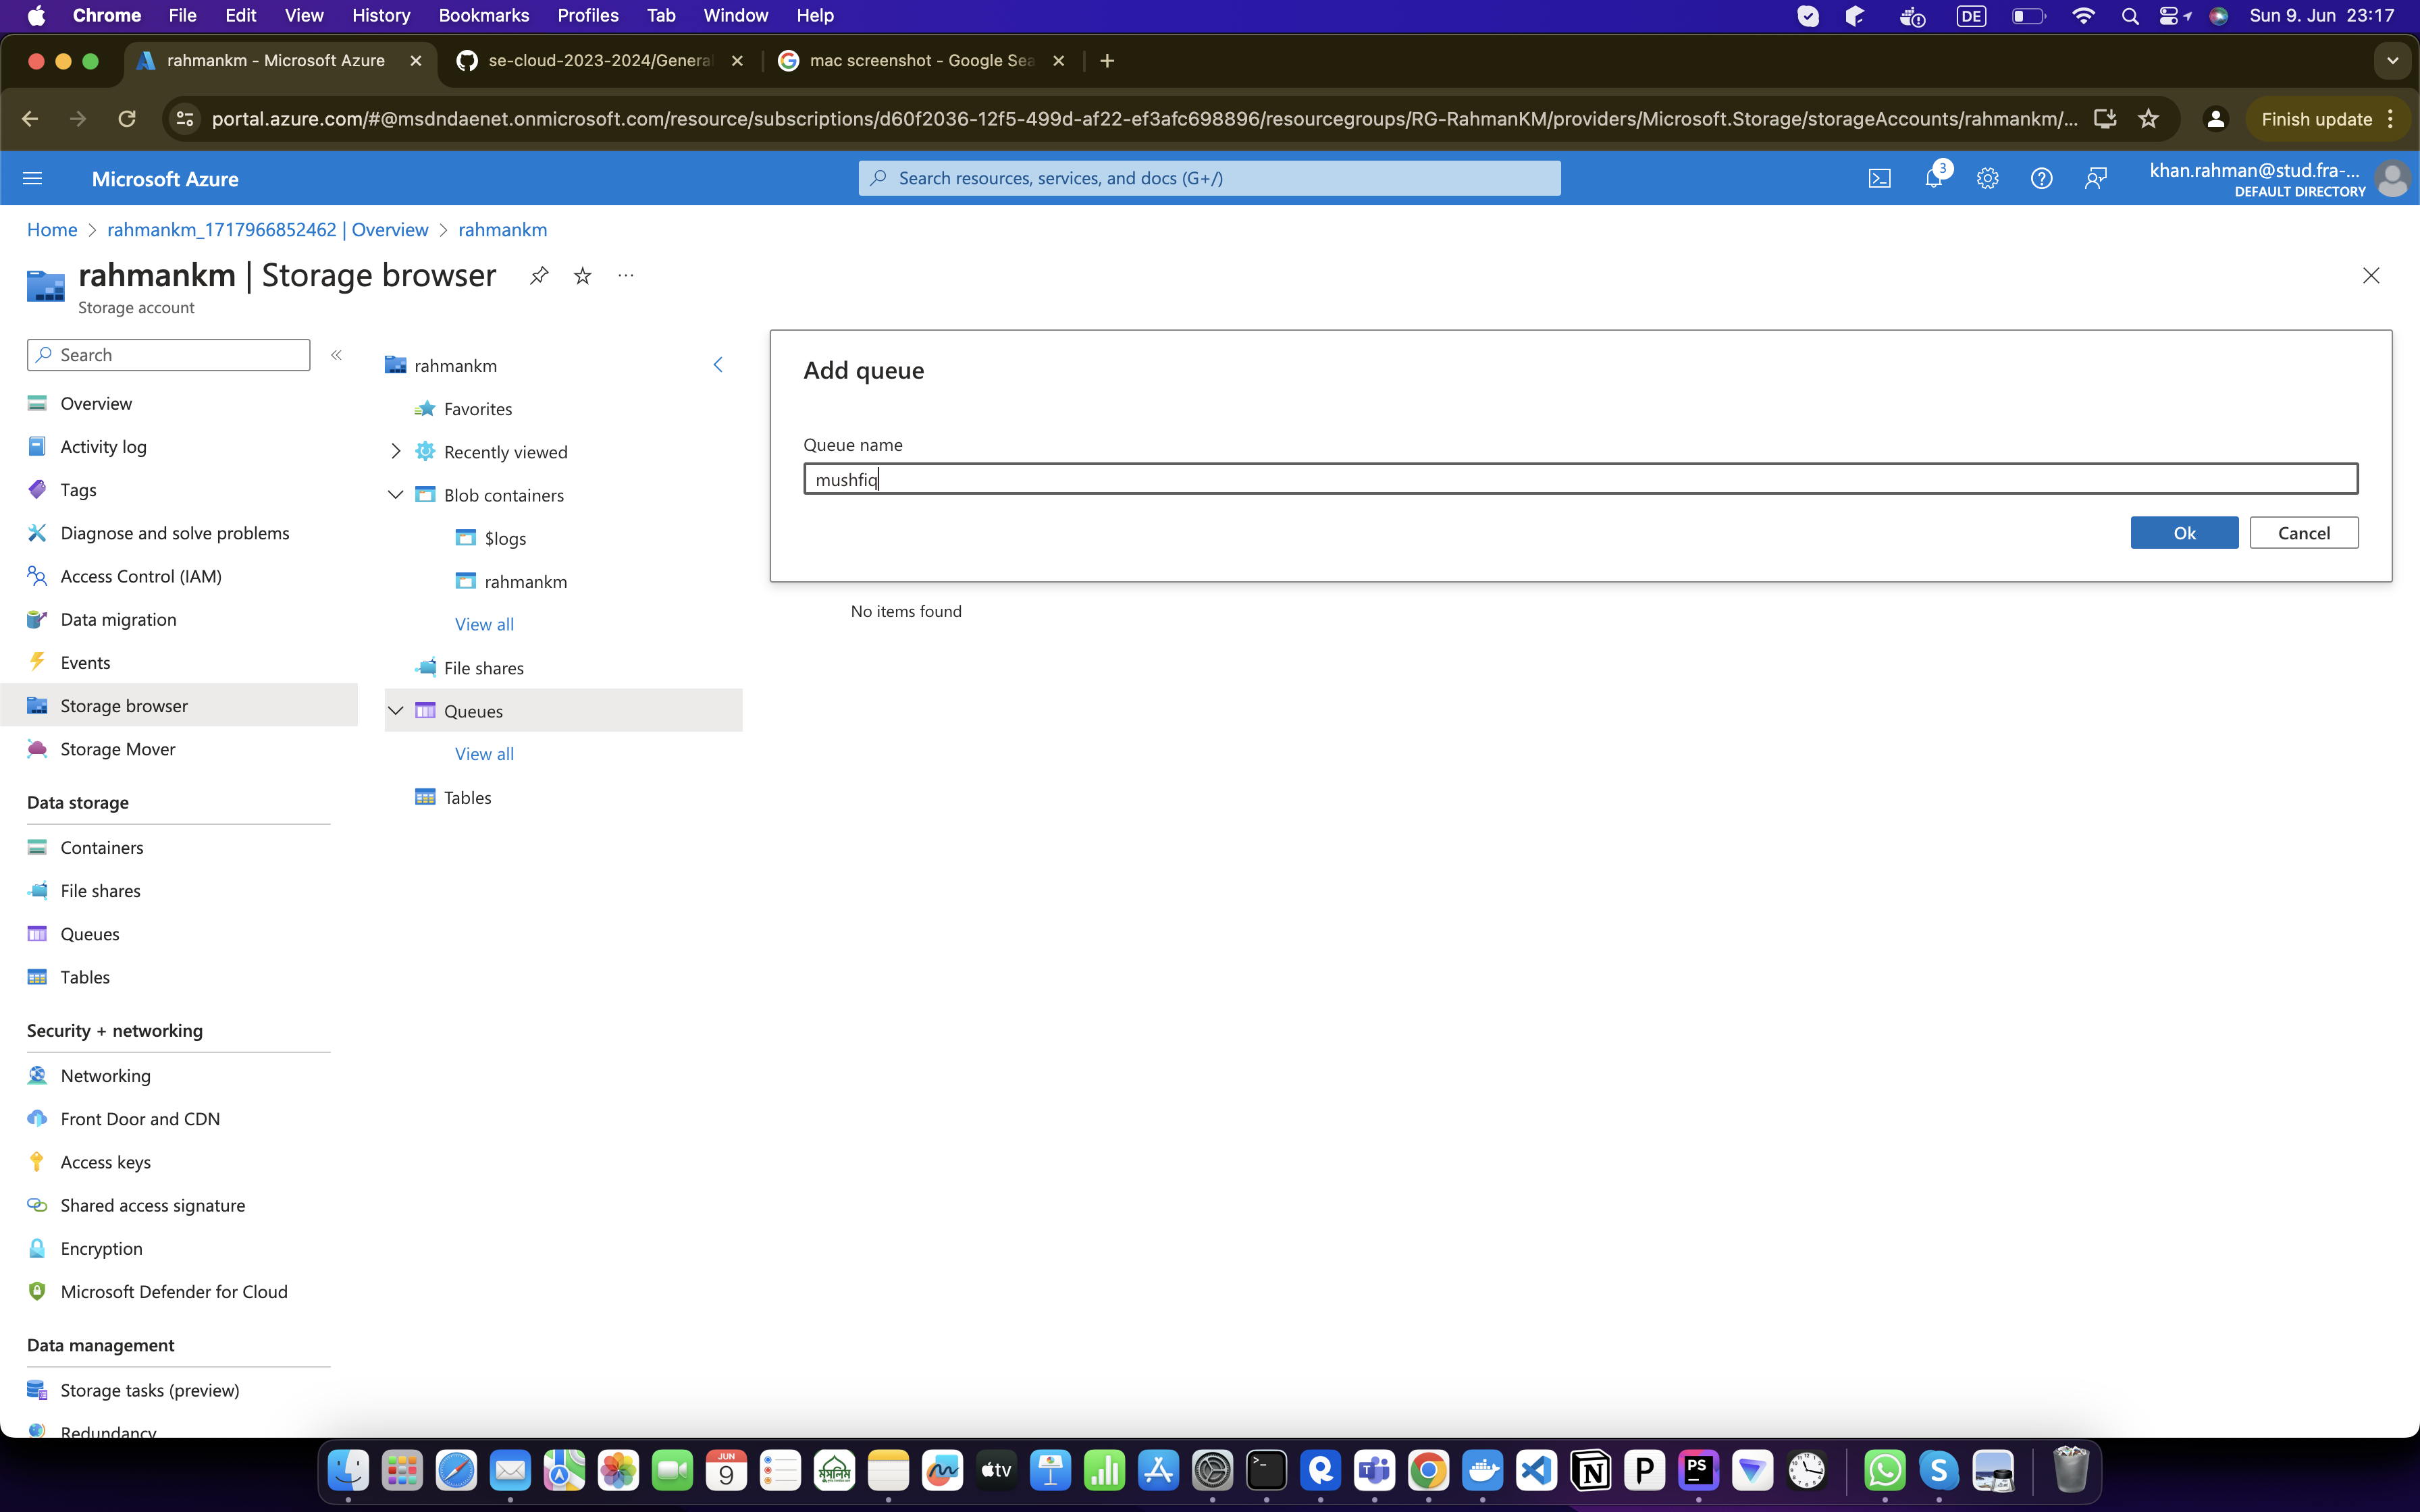 Chrome File Edit View History Bookmarks Profiles Tab Window Help DE Sun 9. Jun 23:17
rahmankm - Microsoft Azure se-cloud-2023-2024/General mac screenshot - Google Sea
portal.azure.com/#@msdndaenet.onmicrosoft.com/resource/subscriptions/d60f2036-12f5-499d-af22-ef3afc698896/resourcegroups/RG-RahmanKM/providers/Microsoft.Storage/storageAccounts/rahmankm/... Finish update
Microsoft Azure
Search resources, services, and docs (G+/)
3
khan.rahman@stud.fra-...
DEFAULT DIRECTORY
Home > rahmankm_1717966852462 | Overview > rahmankm
rahmankm | Storage browser
Storage account
Search
Overview
Activity log
Tags
Diagnose and solve problems
Access Control (IAM)
Data migration
Events
Storage browser
Storage Mover
Data storage
Containers
File shares
Queues
Tables
Security + networking
Networking
Front Door and CDN
Access keys
Shared access signature
Encryption
Microsoft Defender for Cloud
Data management
Storage tasks (preview)
Redundancy
rahmankm
Favorites
Recently viewed
Blob containers
$logs
rahmankm
View all
File shares
Queues
View all
Tables
Add queue
Queue name
mushfiq
Ok Cancel
No items found
JUN
9
মুসলিম
tv
PS